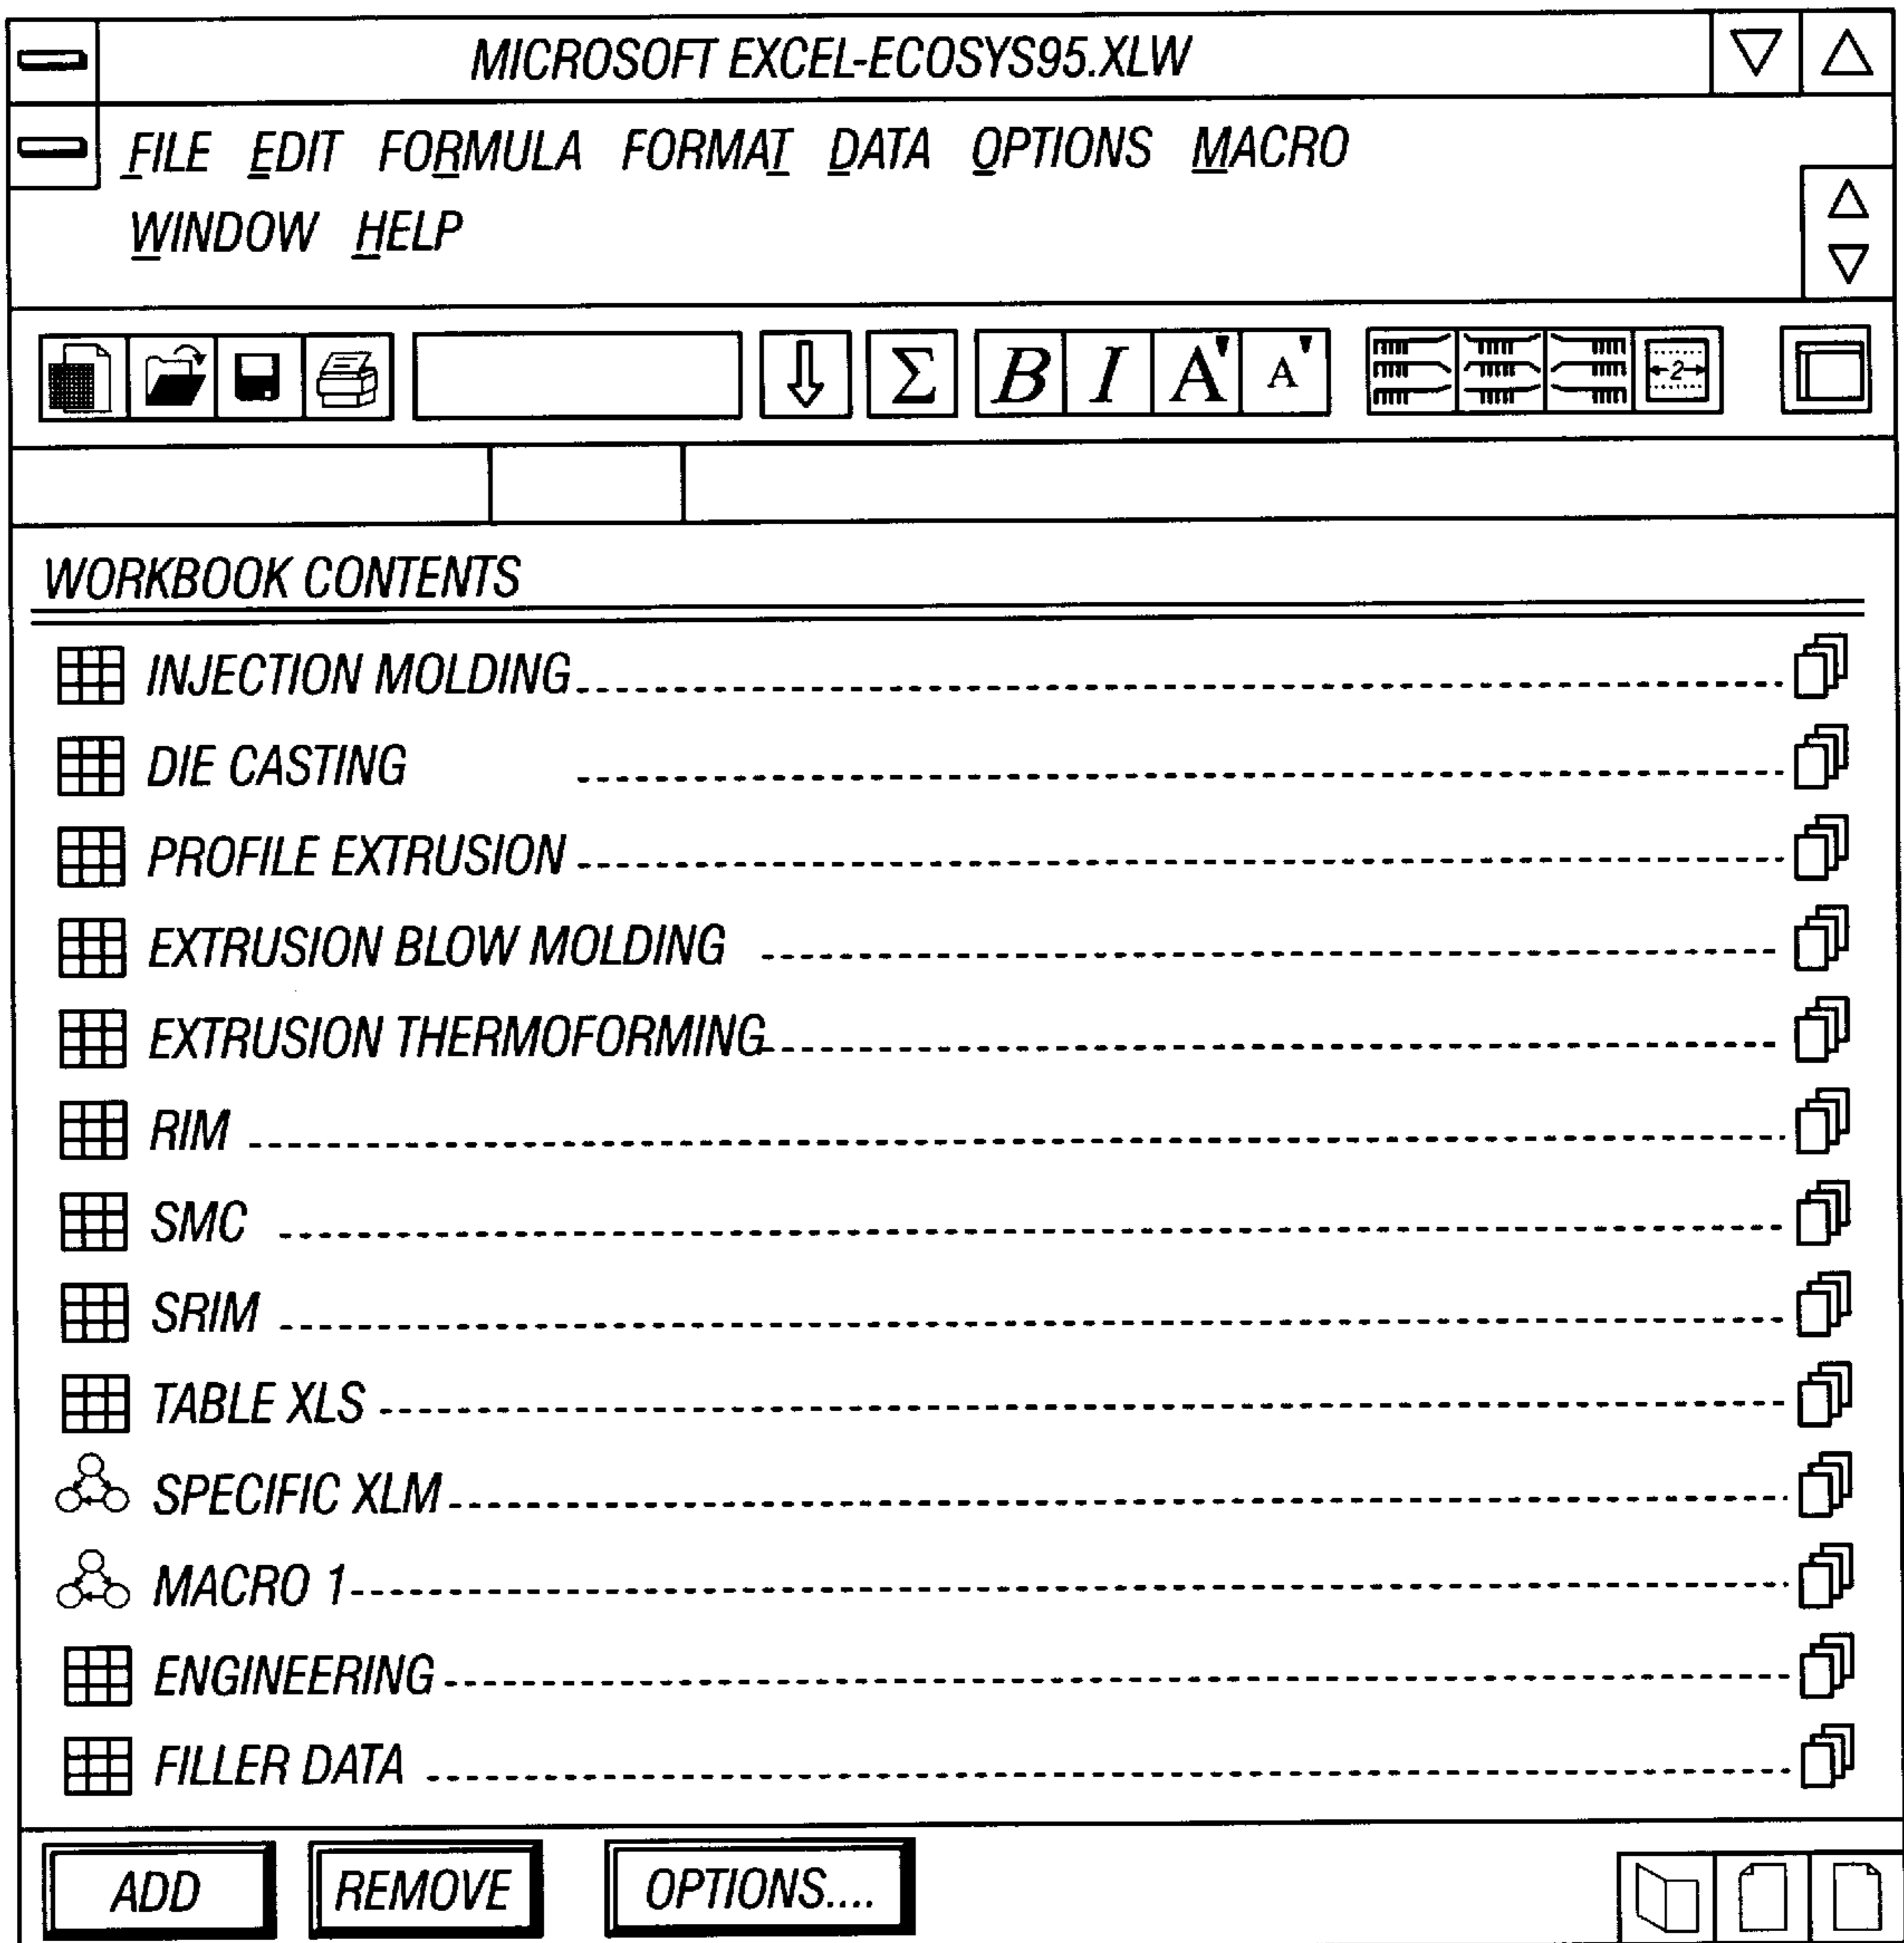 MICROSOFT EXCEL-ECOSYS95.XLW
FILE EDIT FORMULA FORMAT DATA OPTIONS MACRO
WINDOW HELP
Σ B I A A 2
WORKBOOK CONTENTS
INJECTION MOLDING
DIE CASTING
PROFILE EXTRUSION
EXTRUSION BLOW MOLDING
EXTRUSION THERMOFORMING
RIM
SMC
SRIM
TABLE XLS
SPECIFIC XLM
MACRO 1
ENGINEERING
FILLER DATA
ADD REMOVE OPTIONS....